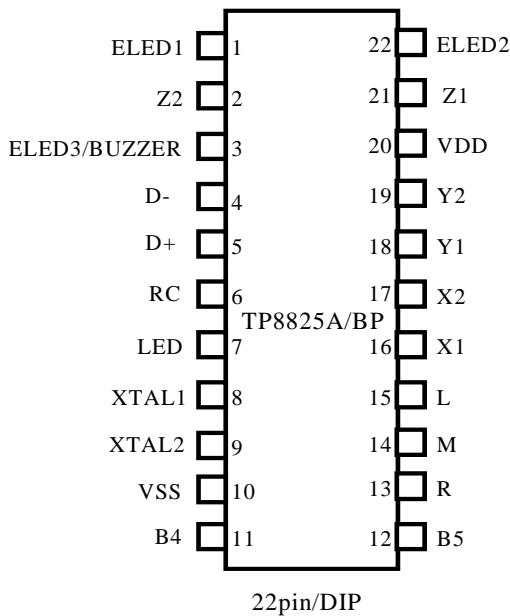 ELED1 1 22 ELED2
Z2 2 21 Z1
ELED3/BUZZER 3 20 VDD
D- 4 19 Y2
D+ 5 18 Y1
RC 6 17 X2
TP8825A/BP
LED 7 16 X1
XTAL1 8 15 L
XTAL2 9 14 M
VSS 10 13 R
B4 11 12 B5
22pin/DIP